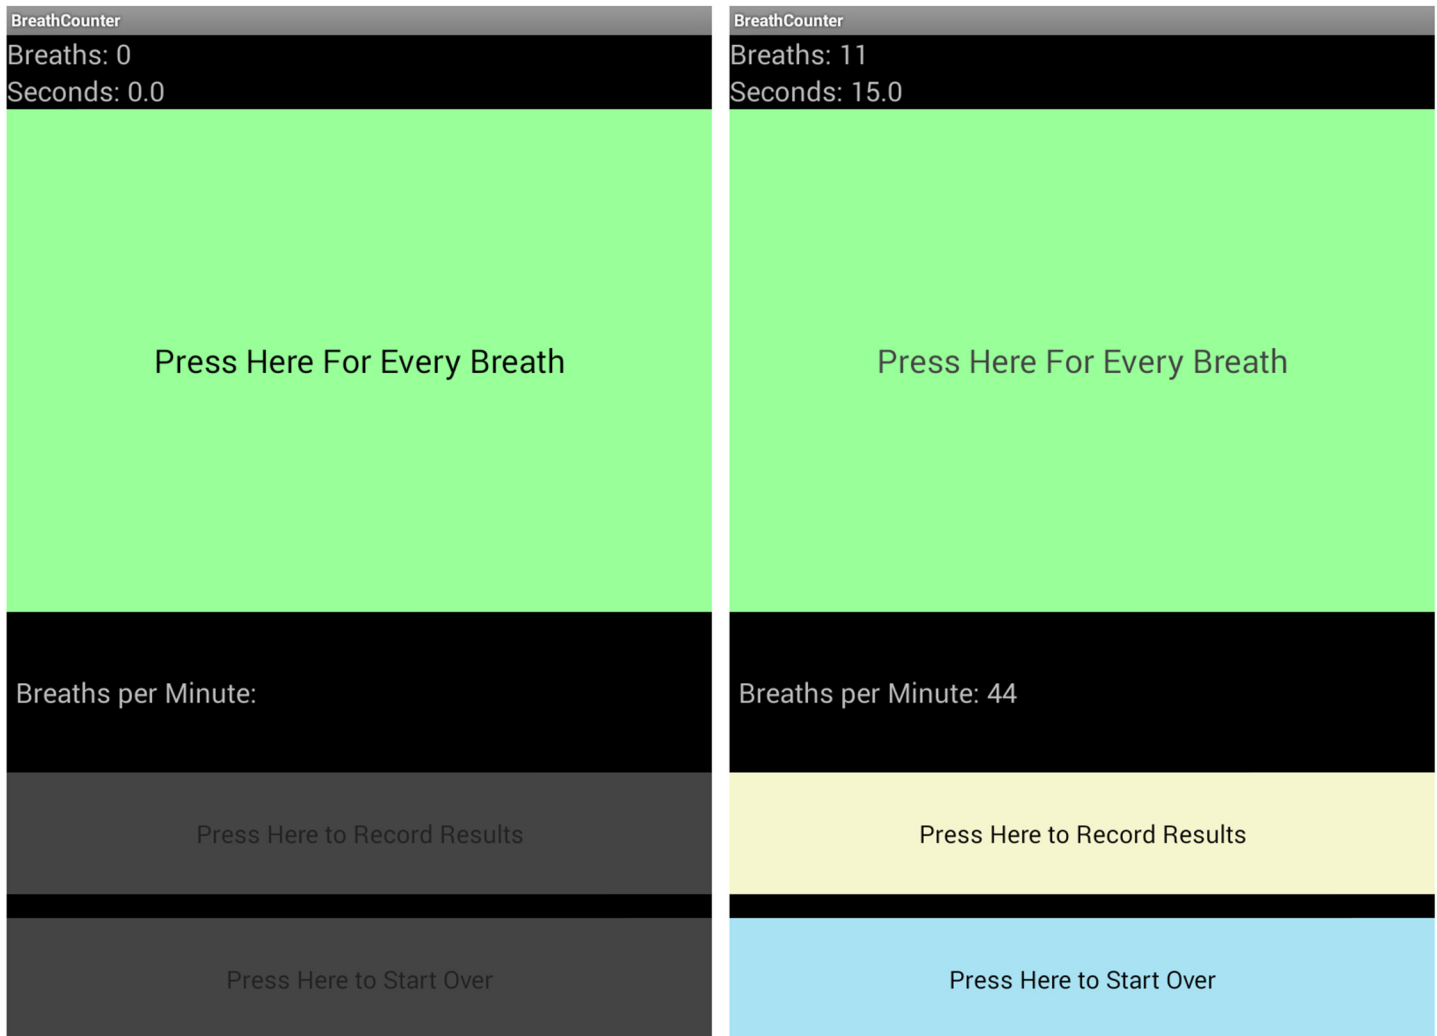 BreathCounter
Breaths: 0
Seconds: 0.0
Press Here For Every Breath
Breaths per Minute:
Press Here to Record Results
Press Here to Start Over
BreathCounter
Breaths: 11
Seconds: 15.0
Press Here For Every Breath
Breaths per Minute: 44
Press Here to Record Results
Press Here to Start Over